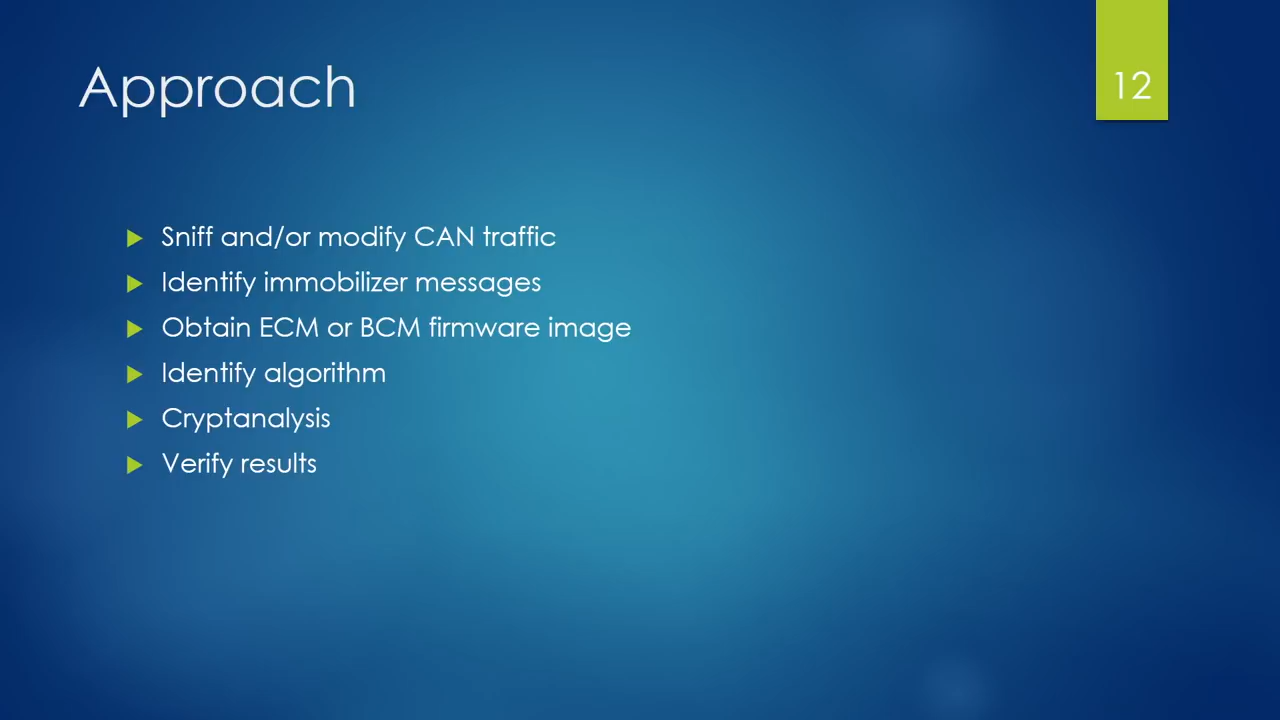 Approach
12
Sniff and/or modify CAN traffic
Identify immobilizer messages
Obtain ECM or BCM firmware image
Identify algorithm
Cryptanalysis
Verify results